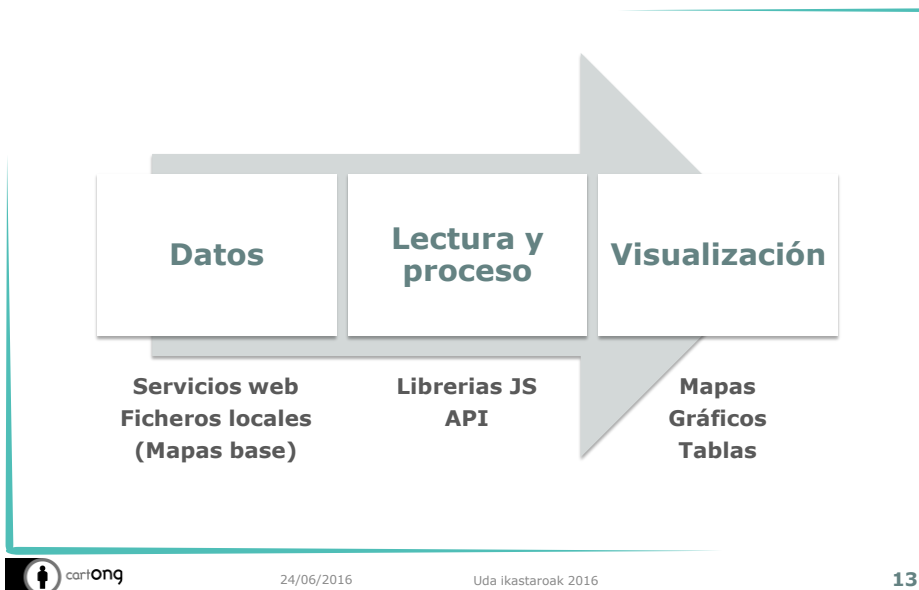 Datos
Lectura y
proceso
Visualización
Servicios web
Ficheros locales
(Mapas base)
Librerias JS
API
Mapas
Gráficos
Tablas
cartong
24/06/2016
Uda ikastaroak 2016
13